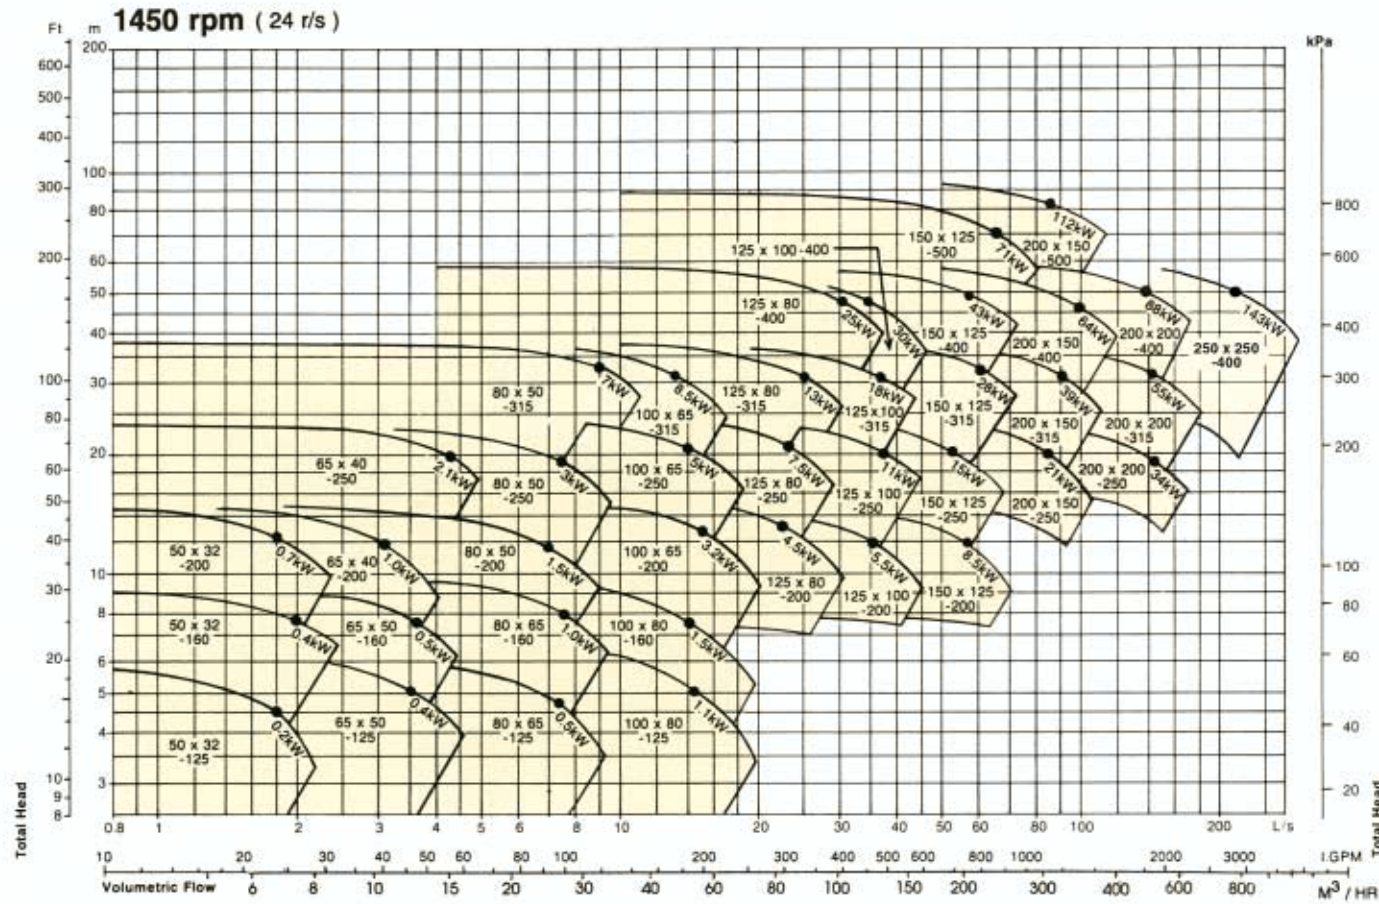 1450 rpm ( 24 r/s )
Ft
m
kPa
200
600
500
400
100
300
80
800
200
60
600
50
40
400
100
30
300
80
20
200
60
50
40
10
100
30
8
80
20
6
60
5
4
40
3
10
9
8
20
Total Head
Total Head
112kW
150 x 125
-500
71kW
200 x 150
-500
125 x 100-400
125 x 80
-400
25kW
30kW
43kW
150 x 125
-400
64kW
200 x 150
-400
88kW
200 x 200
-400
143kW
250 x 250
-400
7kW
80 x 50
-315
8.5kW
100 x 65
-315
125 x 80
-315
13kW
18kW
125 x 100
-315
28kW
150 x 125
-315
39kW
200 x 150
-315
55kW
200 x 200
-315
65 x 40
-250
2.1kW
80 x 50
-250
3kW
100 x 65
-250
5kW
125 x 80
-250
7.5kW
125 x 100
-250
11kW
150 x 125
-250
15kW
200 x 150
-250
21kW
200 x 200
-250
34kW
50 x 32
-200
0.7kW
65 x 40
-200
1.0kW
80 x 50
-200
1.5kW
100 x 65
-200
3.2kW
125 x 80
-200
4.5kW
125 x 100
-200
5.5kW
150 x 125
-200
8.5kW
50 x 32
-160
0.4kW
65 x 50
-160
0.5kW
80 x 65
-160
1.0kW
100 x 80
-160
1.5kW
50 x 32
-125
0.2kW
65 x 50
-125
0.4kW
80 x 65
-125
0.5kW
100 x 80
-125
1.1kW
0.8 1 2 3 4 5 6 8 10 20 30 40 50 60 80 100 200 L/s
10 20 30 40 50 60 80 100 200 300 400 500 600 800 1000 2000 3000 I.GPM
Volumetric Flow 6 8 10 15 20 30 40 60 80 100 150 200 300 400 600 800 M³ / HR